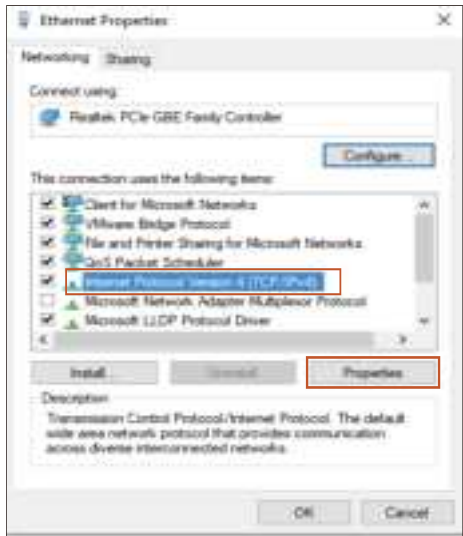 Ethernet Properties
Networking Sharing
Connect using:
Realtek PCIe GBE Family Controller
Configure...
This connection uses the following items:
Client for Microsoft Networks
VMware Bridge Protocol
File and Printer Sharing for Microsoft Networks
QoS Packet Scheduler
Internet Protocol Version 4 (TCP/IPv4)
Microsoft Network Adapter Multiplexor Protocol
Microsoft LLDP Protocol Driver
Install...
Uninstall
Properties
Description
Transmission Control Protocol/Internet Protocol. The default
wide area network protocol that provides communication
across diverse interconnected networks.
OK
Cancel